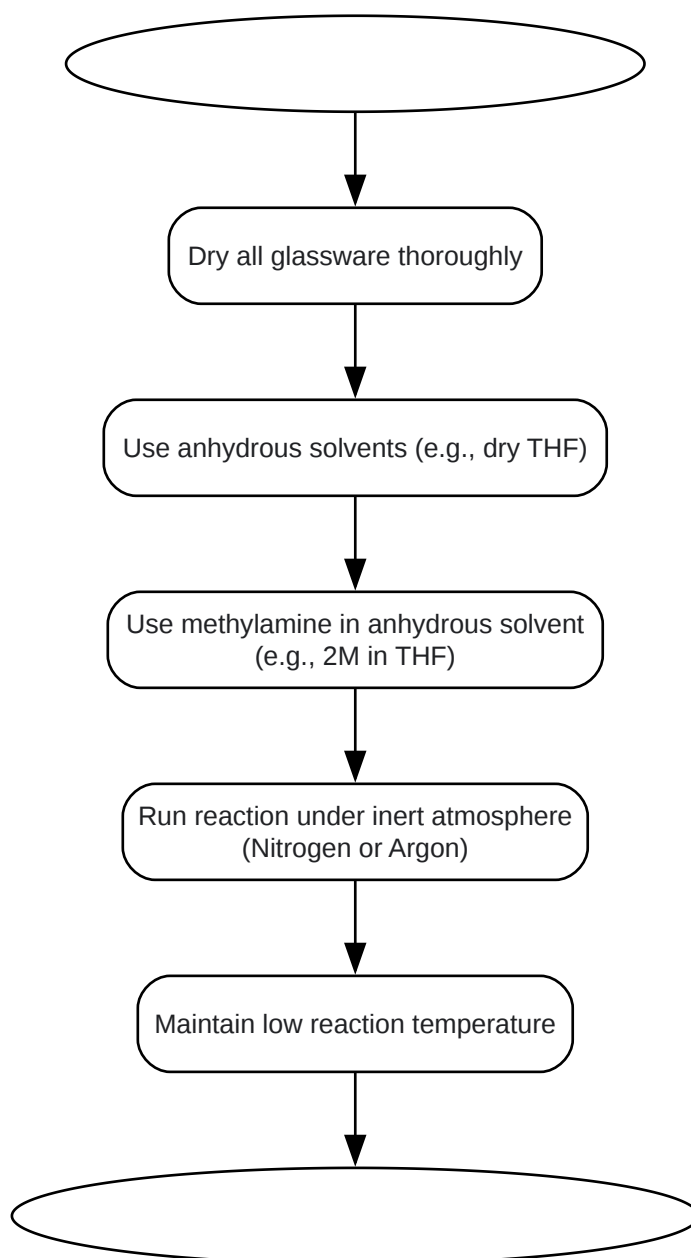 Dry all glassware thoroughly
Use anhydrous solvents (e.g., dry THF)
Use methylamine in anhydrous solvent
(e.g., 2M in THF)
Run reaction under inert atmosphere
(Nitrogen or Argon)
Maintain low reaction temperature